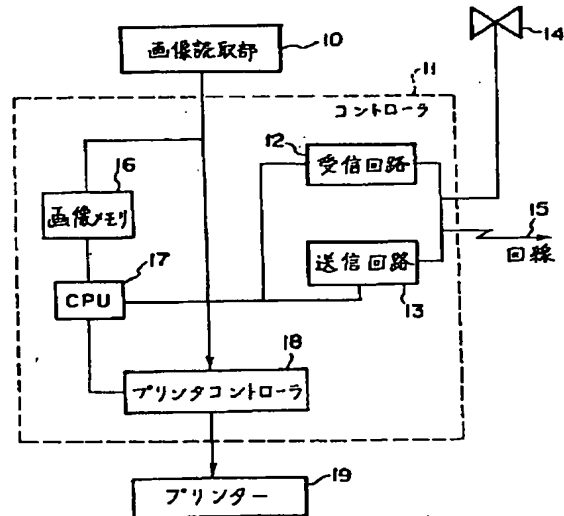 画像読取部
10
14
11
コントローラ
12
受信回路
16
画像メモリ
15
回線
送信回路
17
CPU
13
18
プリンタコントローラ
19
プリンター